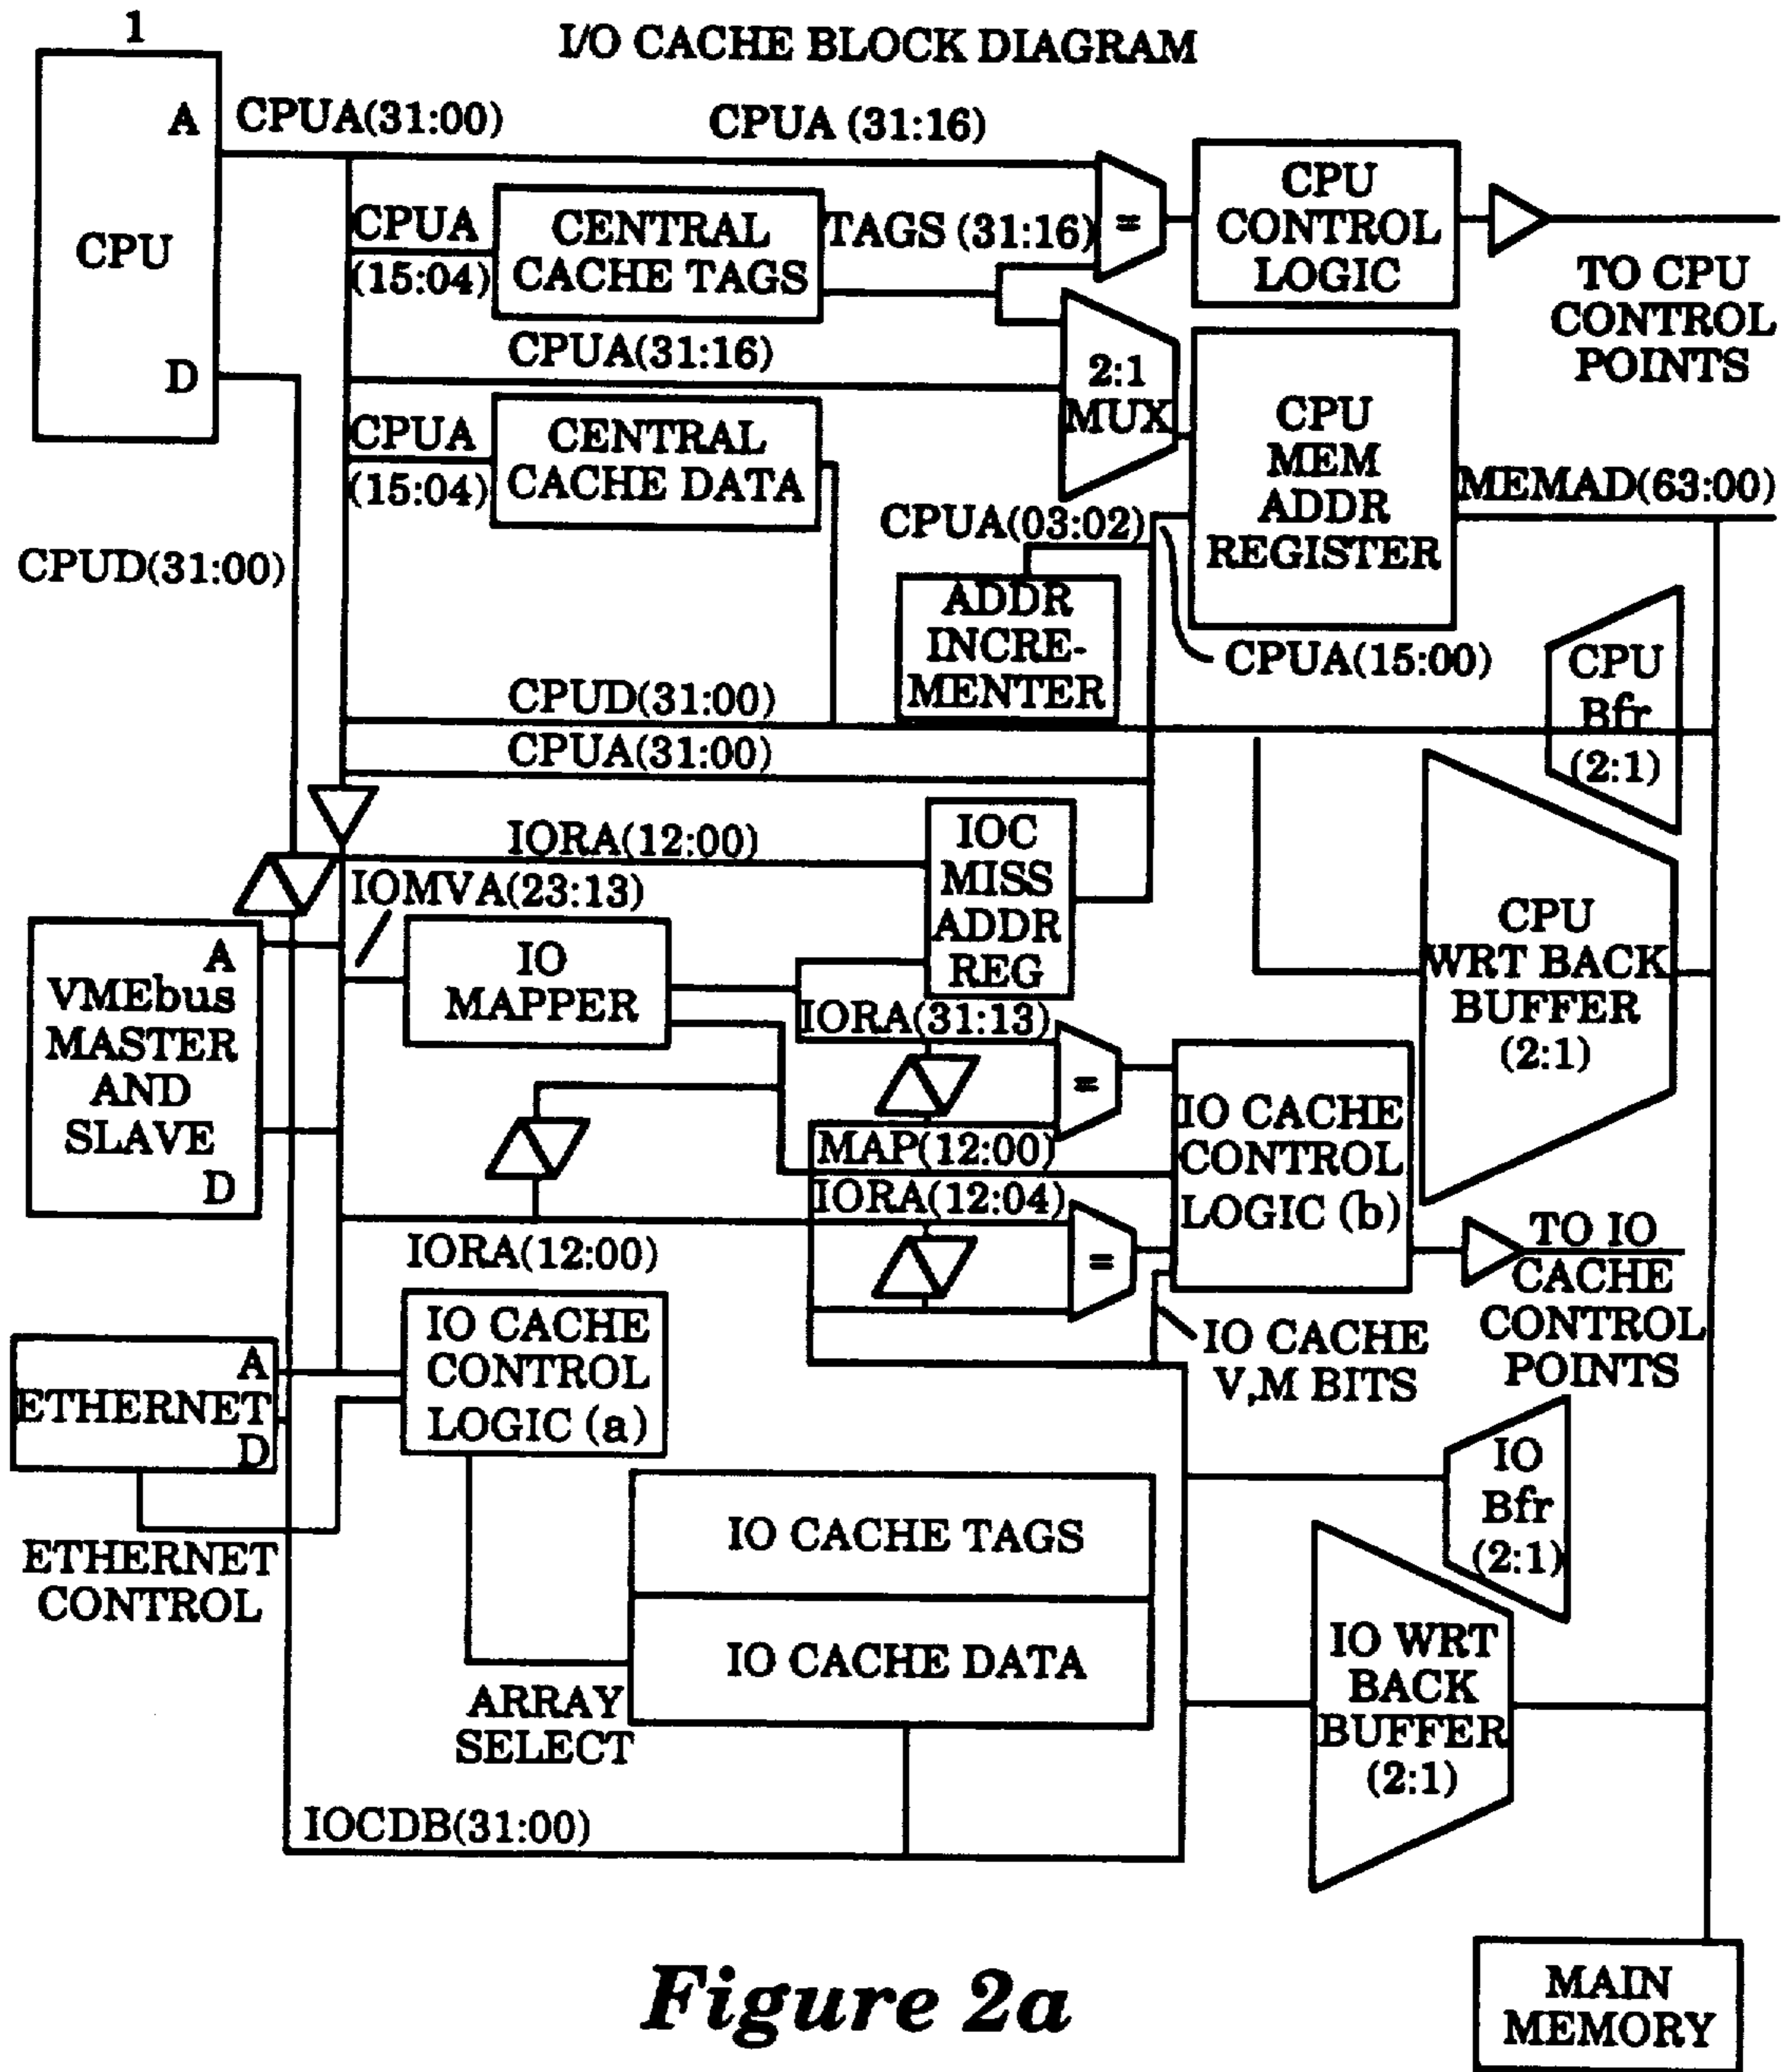 1
I/O CACHE BLOCK DIAGRAM
A
CPUA(31:00)
CPUA (31:16)
CPU
D
CPUA
(15:04)
CENTRAL
CACHE TAGS
TAGS (31:16)
=
CPU
CONTROL
LOGIC
TO CPU
CONTROL
POINTS
CPUA(31:16)
2:1
MUX
CPUA
(15:04)
CENTRAL
CACHE DATA
CPU
MEM
ADDR
REGISTER
MEMAD(63:00)
CPUA(03:02)
CPUD(31:00)
ADDR
INCRE-
MENTER
CPUA(15:00)
CPU
Bfr
(2:1)
CPUD(31:00)
CPUA(31:00)
IORA(12:00)
IOC
MISS
ADDR
REG
IOMVA(23:13)
IO
MAPPER
CPU
WRT BACK
BUFFER
(2:1)
A
VMEbus
MASTER
AND
SLAVE
D
IORA(31:13)
=
MAP(12:00)
IORA(12:04)
=
IO CACHE
CONTROL
LOGIC (b)
TO IO
CACHE
CONTROL
POINTS
IORA(12:00)
IO CACHE
V,M BITS
IO CACHE
CONTROL
LOGIC (a)
A
ETHERNET
D
ETHERNET
CONTROL
IO
Bfr
(2:1)
IO CACHE TAGS
IO CACHE DATA
ARRAY
SELECT
IO WRT
BACK
BUFFER
(2:1)
IOCDB(31:00)
MAIN
MEMORY
Figure 2a